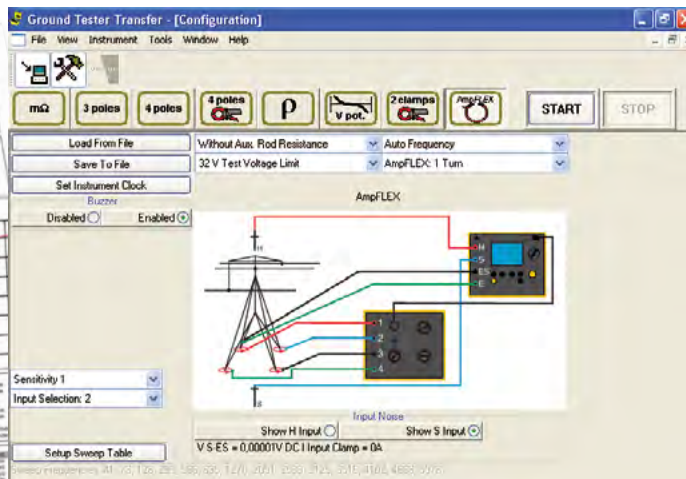 Ground Tester Transfer - [Configuration]
File View Instrument Tools Window Help
mΩ 3 poles 4 poles 4 poles ρ V pot. 2 clamps AmpFLEX START STOP
Load From File Without Aux. Rod Resistance Auto Frequency
Save To File 32 V Test Voltage Limit AmpFLEX: 1 Turn
Set Instrument Clock
Buzzer AmpFLEX
Disabled Enabled
H
H
S
ES
E
1
2
3
4
S
Sensitivity 1
Input Selection: 2
Input Noise
Show H Input Show S Input
Setup Sweep Table V S-ES = 0,00001V DC I Input Clamp = 0A
Sweep Frequencies: